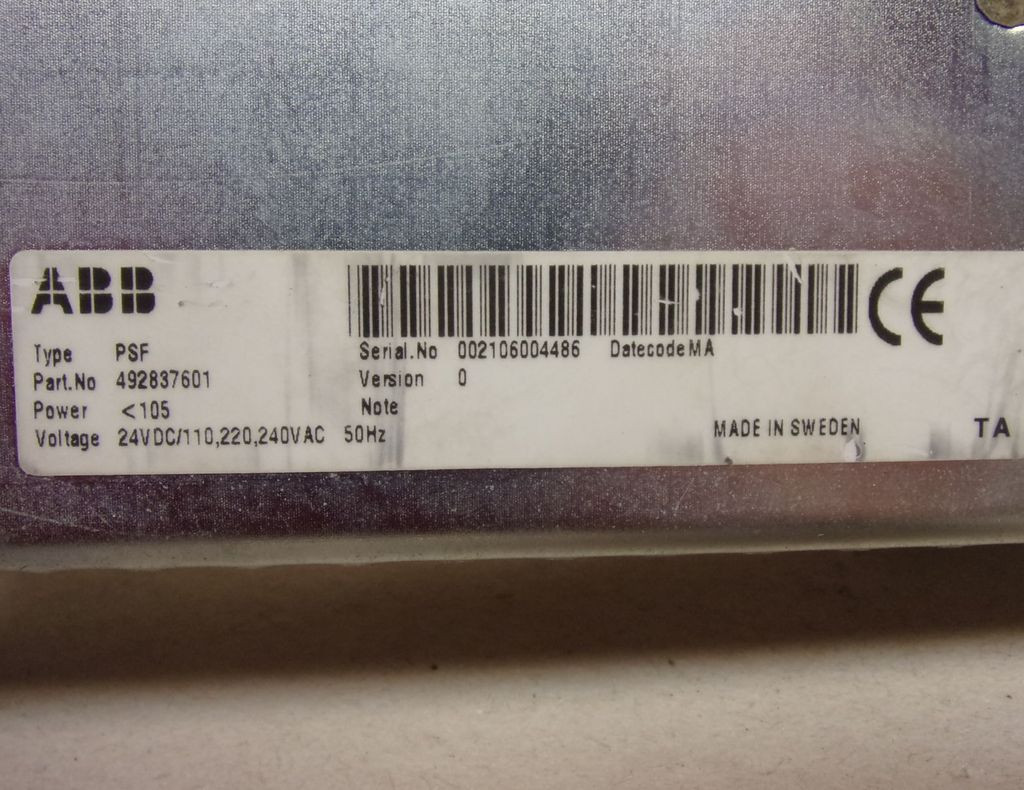 ABB
CE
Type PSF
Part.No 492837601
Power <105
Voltage 24VDC/110,220,240VAC 50Hz
Serial.No 002106004486 Datecode MA
Version 0
Note
MADE IN SWEDEN
TA